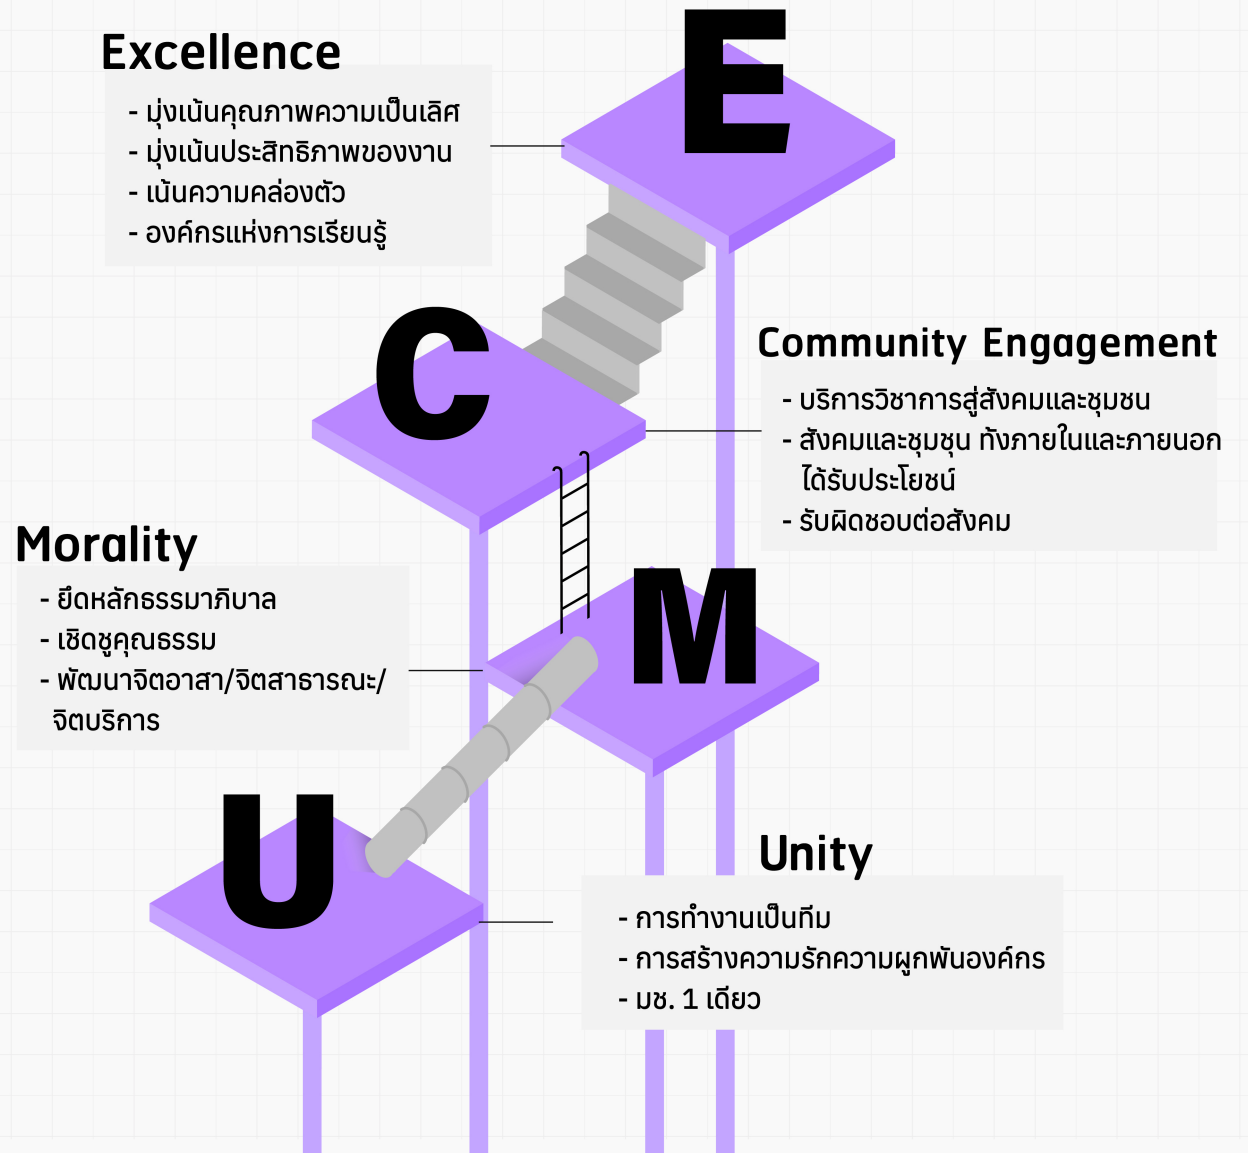 Excellence
- มุ่งเน้นคุณภาพความเป็นเลิศ
- มุ่งเน้นประสิทธิภาพของงาน
- เน้นความคล่องตัว
- องค์กรแห่งการเรียนรู้
E
C
Community Engagement
- บริการวิชาการสู่สังคมและชุมชน
- สังคมและชุมชุน ทั้งภายในและภายนอก
ได้รับประโยชน์
- รับผิดชอบต่อสังคม
Morality
- ยึดหลักธรรมาภิบาล
- เชิดชูคุณธรรม
- พัฒนาจิตอาสา/จิตสาธารณะ/
จิตบริการ
M
U
Unity
- การทำงานเป็นทีม
- การสร้างความรักความผูกพันองค์กร
- มช. 1 เดียว